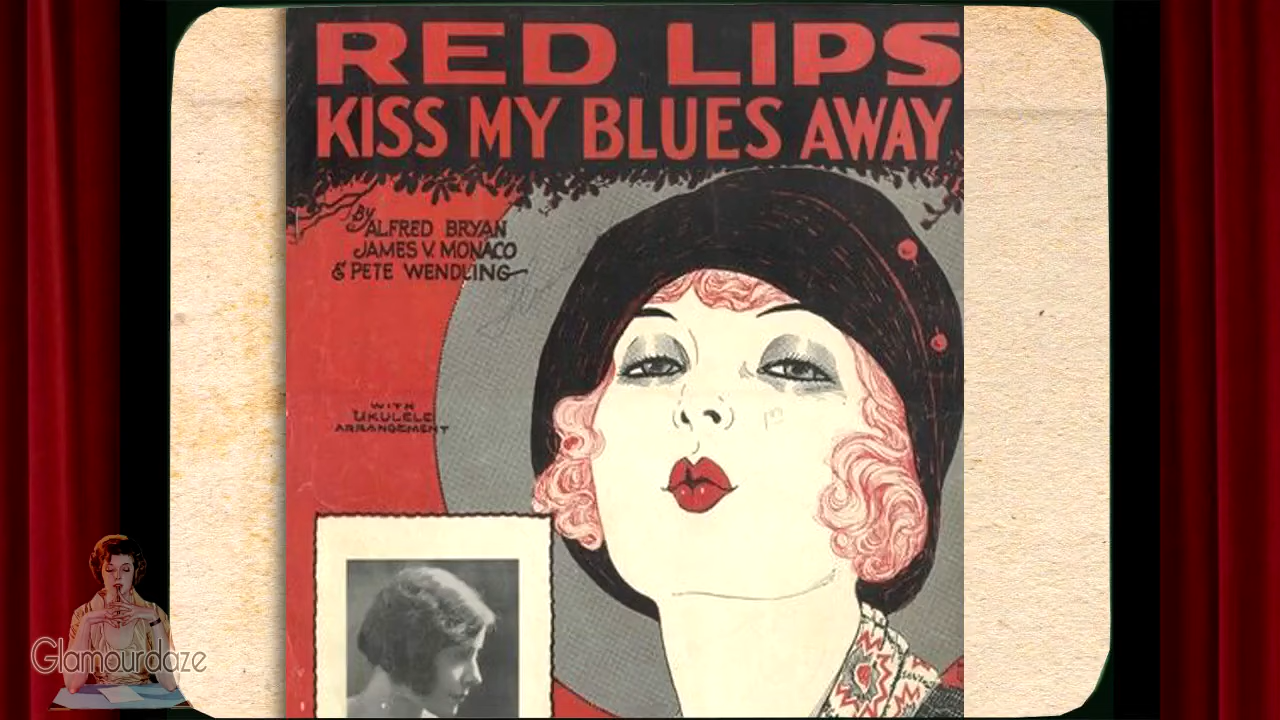 RED LIPS
KISS MY BLUES AWAY
By
ALFRED BRYAN
JAMES V. MONACO
& PETE WENDLING
WITH
UKULELE
ARRANGEMENT
Glamourdaze